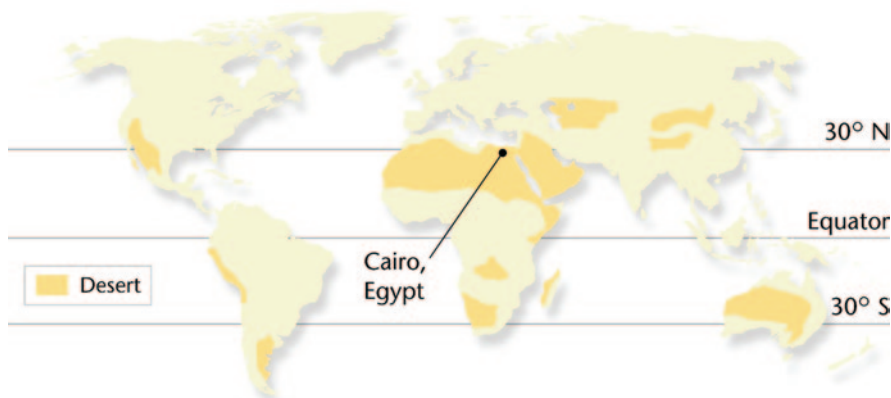 30° N
Equator
Cairo,
Egypt
Desert
30° S